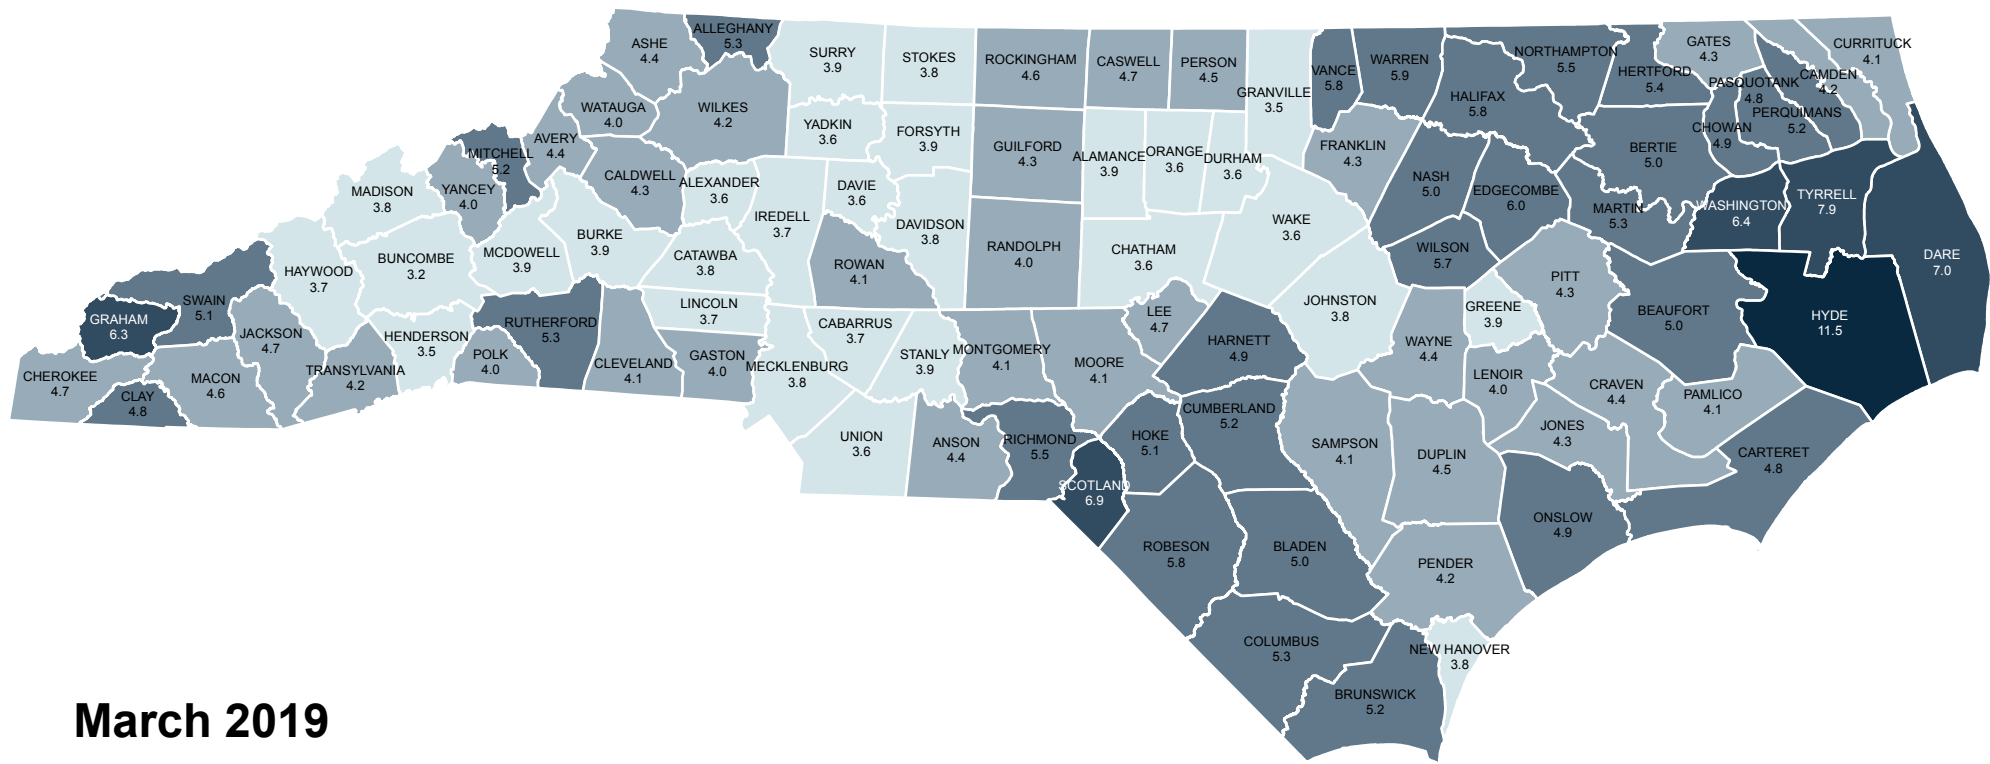 ALLEGHANY
5.3
ASHE
4.4
SURRY
3.9
STOKES
3.8
ROCKINGHAM
4.6
CASWELL
4.7
PERSON
4.5
GRANVILLE
3.5
VANCE
5.8
WARREN
5.9
NORTHAMPTON
5.5
HERTFORD
5.4
GATES
4.3
CURRITUCK
4.1
CAMDEN
4.2
PASQUOTANK
4.8
PERQUIMANS
5.2
CHOWAN
4.9
HALIFAX
5.8
WATAUGA
4.0
WILKES
4.2
YADKIN
3.6
FORSYTH
3.9
GUILFORD
4.3
ALAMANCE
3.9
ORANGE
3.6
DURHAM
3.6
FRANKLIN
4.3
NASH
5.0
EDGECOMBE
6.0
BERTIE
5.0
MARTIN
5.3
WASHINGTON
6.4
TYRRELL
7.9
DARE
7.0
MITCHELL
5.2
AVERY
4.4
YANCEY
4.0
MADISON
3.8
CALDWELL
4.3
ALEXANDER
3.6
IREDELL
3.7
DAVIE
3.6
DAVIDSON
3.8
RANDOLPH
4.0
CHATHAM
3.6
WAKE
3.6
WILSON
5.7
PITT
4.3
BEAUFORT
5.0
HYDE
11.5
HAYWOOD
3.7
BUNCOMBE
3.2
MCDOWELL
3.9
BURKE
3.9
CATAWBA
3.8
ROWAN
4.1
LINCOLN
3.7
GRAHAM
6.3
SWAIN
5.1
JACKSON
4.7
HENDERSON
3.5
RUTHERFORD
5.3
POLK
4.0
CLEVELAND
4.1
GASTON
4.0
MECKLENBURG
3.8
CABARRUS
3.7
STANLY
3.9
MONTGOMERY
4.1
MOORE
4.1
LEE
4.7
HARNETT
4.9
JOHNSTON
3.8
WAYNE
4.4
GREENE
3.9
LENOIR
4.0
CRAVEN
4.4
PAMLICO
4.1
JONES
4.3
CARTERET
4.8
CHEROKEE
4.7
CLAY
4.8
MACON
4.6
TRANSYLVANIA
4.2
UNION
3.6
ANSON
4.4
RICHMOND
5.5
SCOTLAND
6.9
HOKE
5.1
CUMBERLAND
5.2
SAMPSON
4.1
DUPLIN
4.5
ONSLOW
4.9
ROBESON
5.8
BLADEN
5.0
PENDER
4.2
COLUMBUS
5.3
NEW HANOVER
3.8
BRUNSWICK
5.2
March 2019